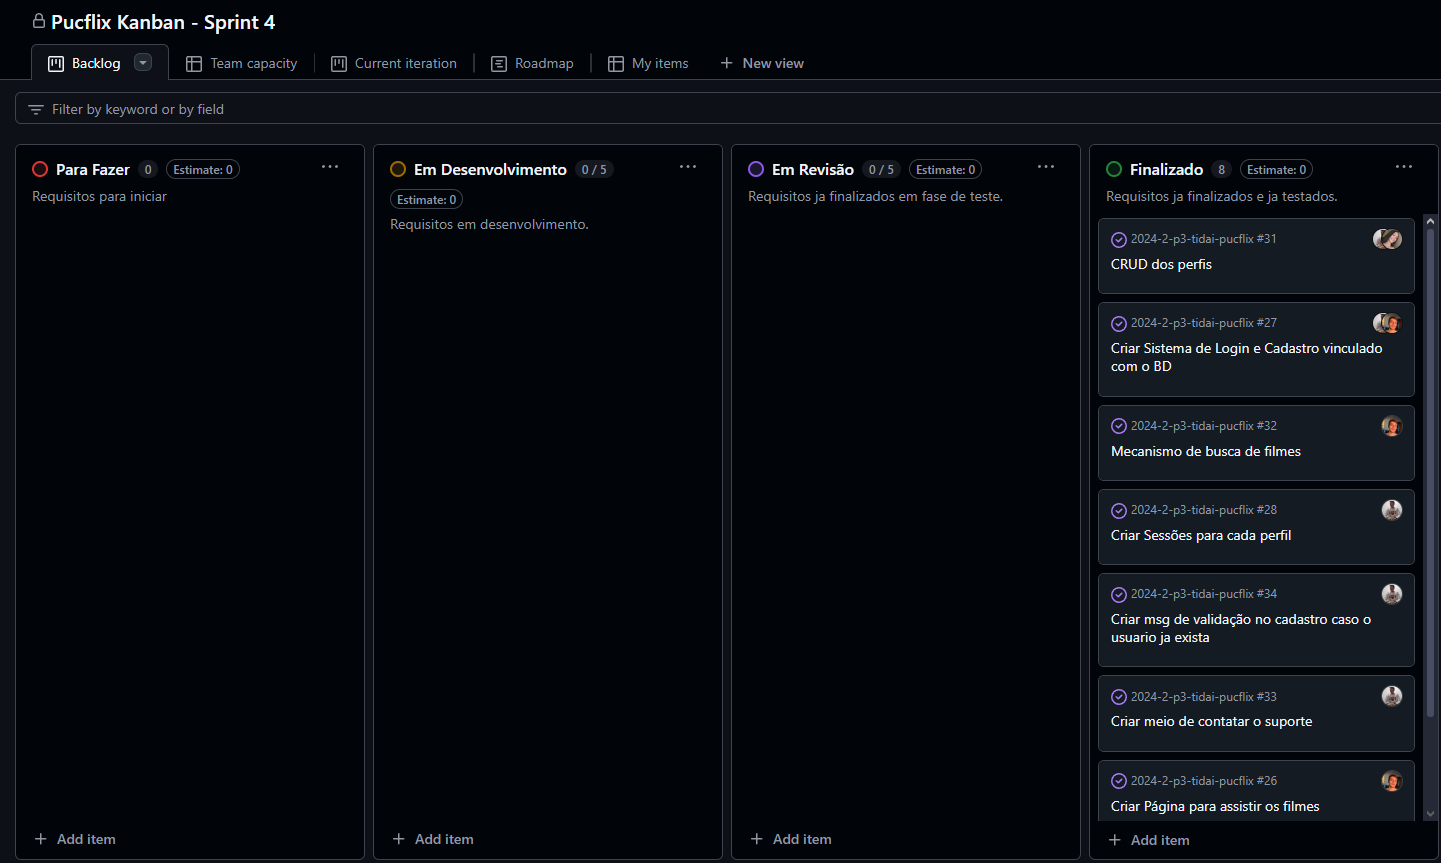 Pucflix Kanban - Sprint 4
Backlog
Team capacity
Current iteration
Roadmap
My items
New view
Filter by keyword or by field
Para Fazer 0 Estimate: 0
Requisitos para iniciar
Add item
Em Desenvolvimento 0 / 5
Estimate: 0
Requisitos em desenvolvimento.
Add item
Em Revisão 0 / 5 Estimate: 0
Requisitos ja finalizados em fase de teste.
Add item
Finalizado 8 Estimate: 0
Requisitos ja finalizados e ja testados.
2024-2-p3-tidai-pucflix #31
CRUD dos perfis
2024-2-p3-tidai-pucflix #27
Criar Sistema de Login e Cadastro vinculado
com o BD
2024-2-p3-tidai-pucflix #32
Mecanismo de busca de filmes
2024-2-p3-tidai-pucflix #28
Criar Sessões para cada perfil
2024-2-p3-tidai-pucflix #34
Criar msg de validação no cadastro caso o
usuario ja exista
2024-2-p3-tidai-pucflix #33
Criar meio de contatar o suporte
2024-2-p3-tidai-pucflix #26
Criar Página para assistir os filmes
Add item